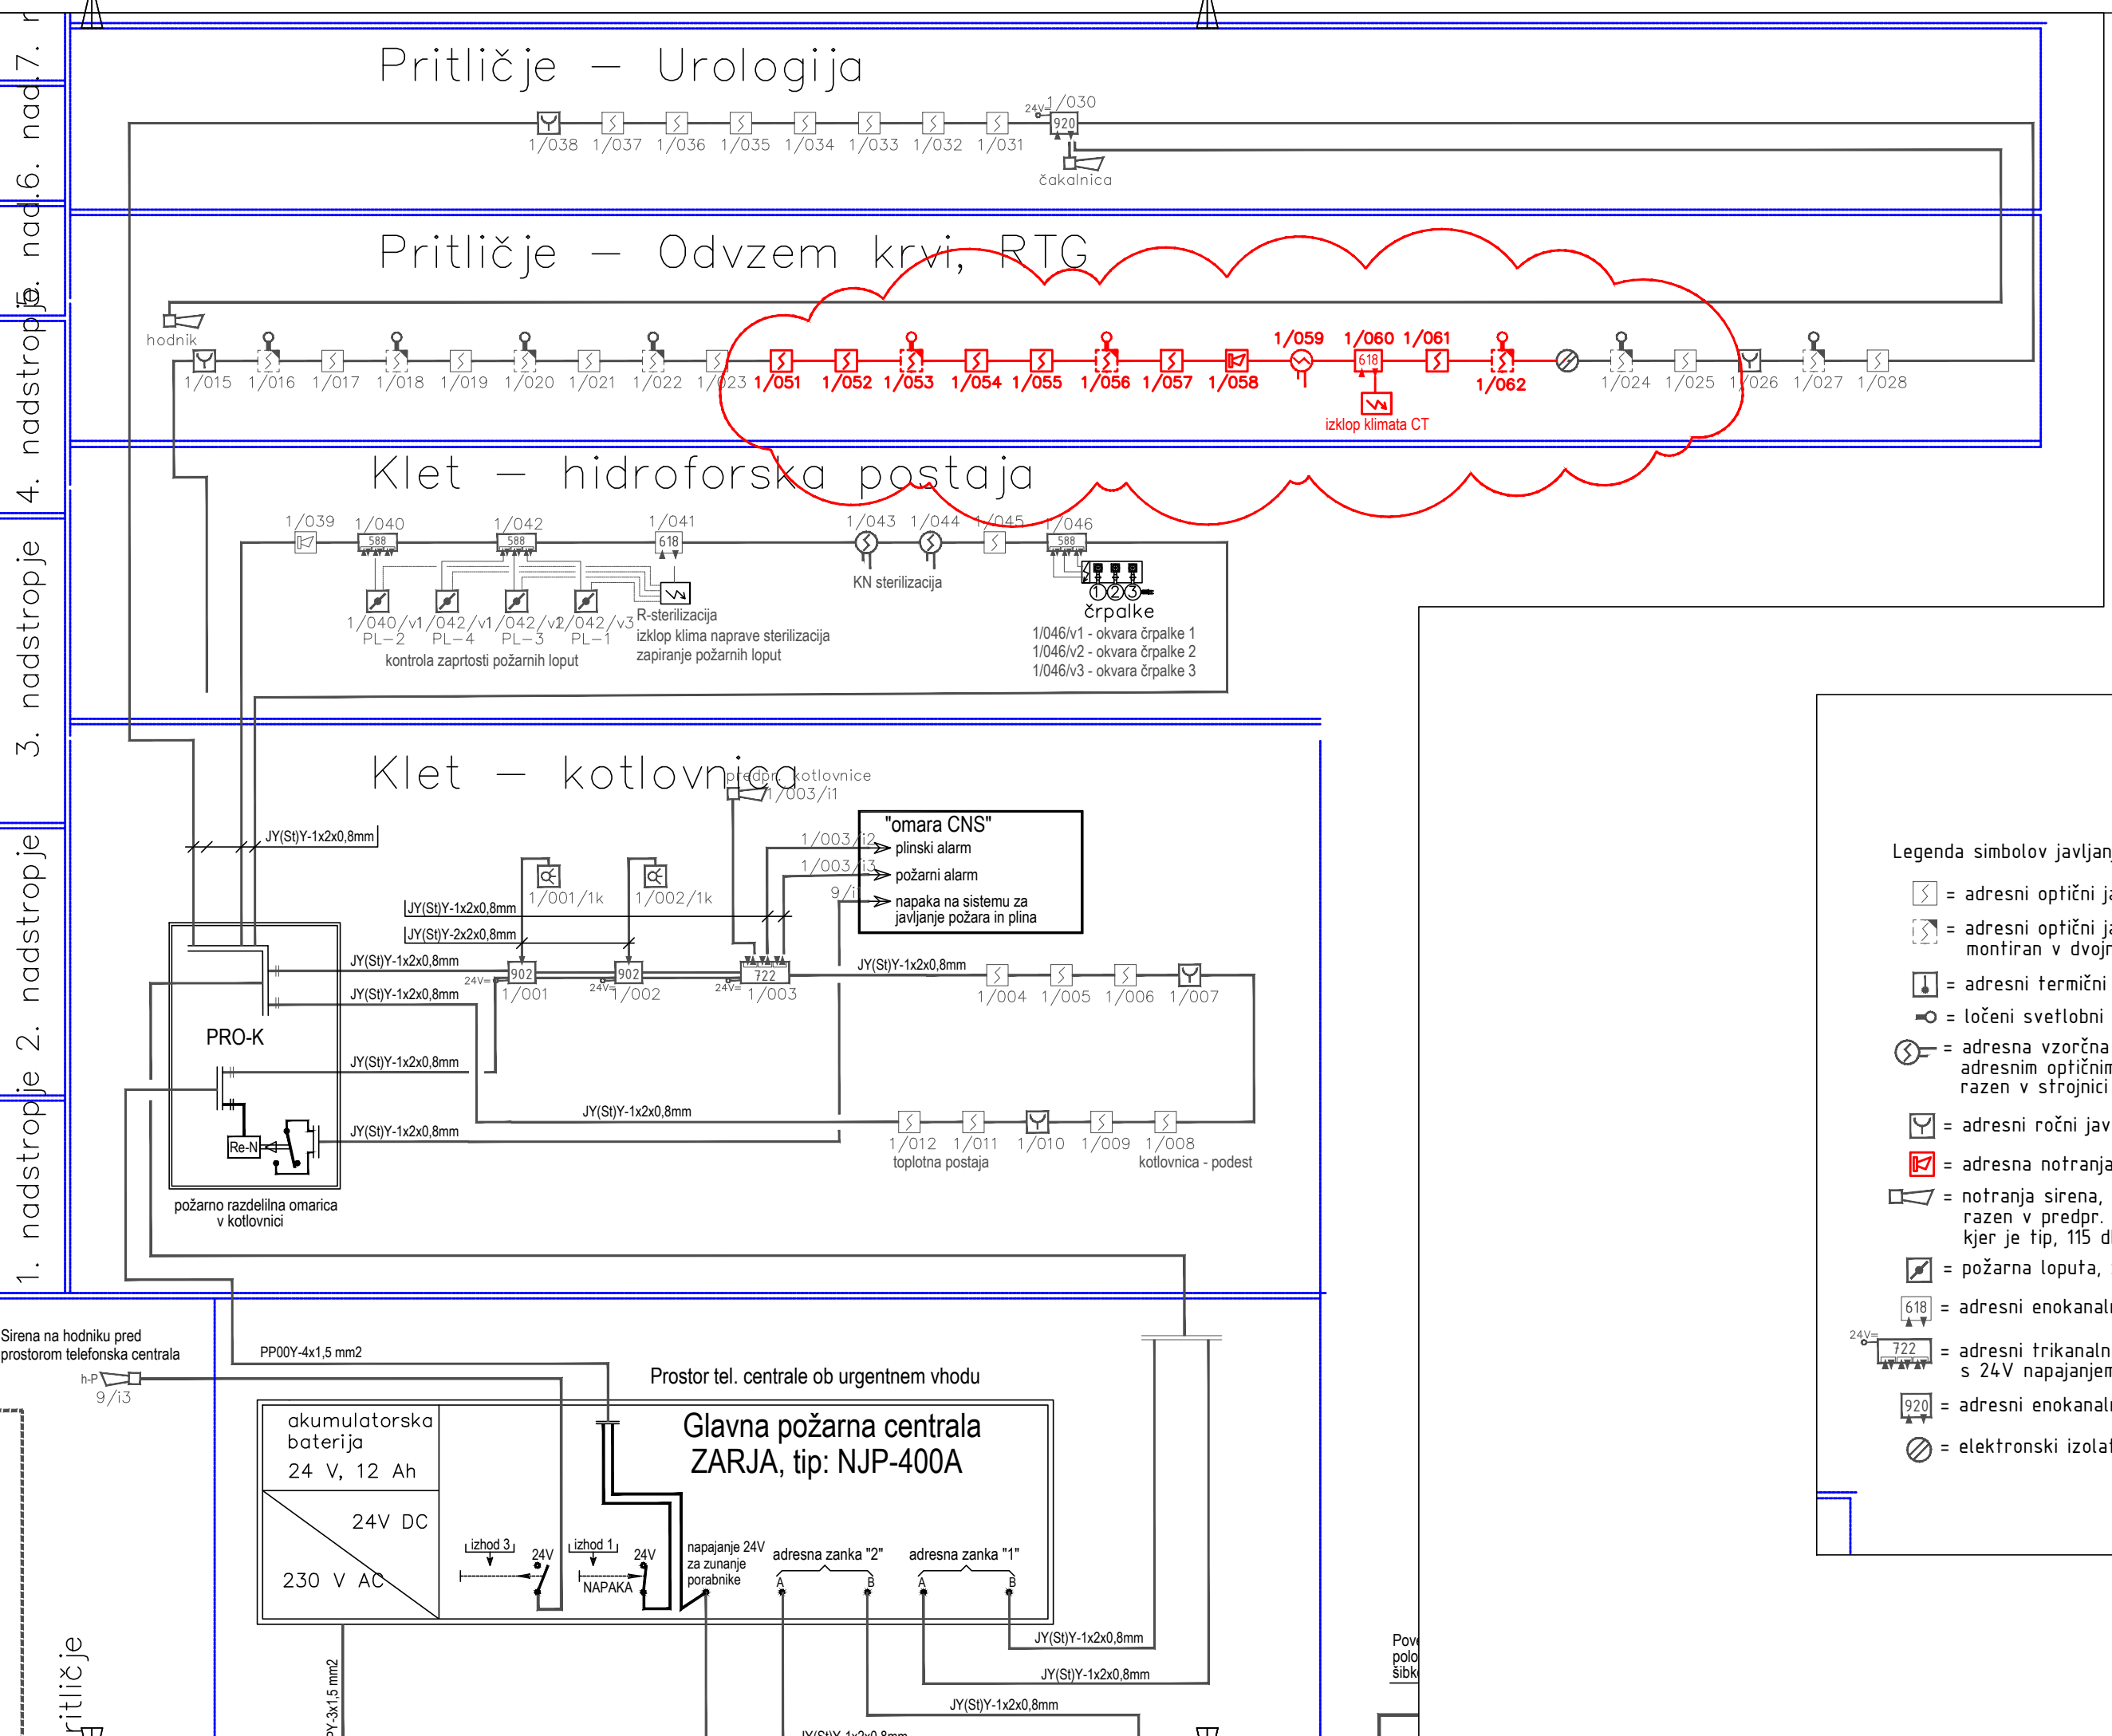 Pritličje – Urologija
24V=
1/030
920
1/038 1/037 1/036 1/035 1/034 1/033 1/032 1/031
čakalnica
Pritličje – Odvzem krvi, RTG
hodnik
1/059 1/060 1/061
618
1/015 1/016 1/017 1/018 1/019 1/020 1/021 1/022 1/023 1/051 1/052 1/053 1/054 1/055 1/056 1/057 1/058 1/062 1/024 1/025 1/026 1/027 1/028
izklop klimata CT
Klet – hidroforska postaja
1/039 1/040 1/042 1/041 1/043 1/044 1/045 1/046
588 588 618 588
KN sterilizacija
1 2 3
črpalke
1/040/v1 1/042/v1 1/042/v2 1/042/v3
PL-2 PL-4 PL-3 PL-1
kontrola zaprtosti požarnih loput
R-sterilizacija
izklop klima naprave sterilizacija
zapiranje požarnih loput
1/046/v1 - okvara črpalke 1
1/046/v2 - okvara črpalke 2
1/046/v3 - okvara črpalke 3
Klet – kotlovnica
predpr. kotlovnice
1/003/i1
JY(St)Y-1x2x0,8mm
"omara CNS"
1/003/i2
plinski alarm
1/003/i3
požarni alarm
napaka na sistemu za
javljanje požara in plina
1/001/1k 1/002/1k
JY(St)Y-1x2x0,8mm
JY(St)Y-2x2x0,8mm
JY(St)Y-1x2x0,8mm
902 902 722
24V= 24V= 24V=
1/001 1/002 1/003
JY(St)Y-1x2x0,8mm
1/004 1/005 1/006 1/007
JY(St)Y-1x2x0,8mm
PRO-K
JY(St)Y-1x2x0,8mm
JY(St)Y-1x2x0,8mm
JY(St)Y-1x2x0,8mm
Re-N
1/012 1/011 1/010 1/009 1/008
toplotna postaja
kotlovnica - podest
požarno razdelilna omarica
v kotlovnici
7.
6. nad.
5. nad.
4. nadstropje
3. nadstropje
2. nadstropje
1. nadstropje
Sirena na hodniku pred
prostorom telefonska centrala
h-P
9/i3
PP00Y-4x1,5 mm2
Prostor tel. centrale ob urgentnem vhodu
akumulatorska
baterija
24 V, 12 Ah
24V DC
230 V AC
Glavna požarna centrala
ZARJA, tip: NJP-400A
izhod 3
24V
izhod 1
24V
NAPAKA
napajanje 24V
za zunanje
porabnike
adresna zanka "2"
A B
adresna zanka "1"
A B
JY(St)Y-1x2x0,8mm
JY(St)Y-1x2x0,8mm
JY(St)Y-1x2x0,8mm
Legenda simbolov
= adresni optični
= adresni optični
montiran v
= adresni termični
= ločeni svetlobni
= adresna vzorčna
adresnim
razen v strojnici
= adresni ročni
= adresna notranja
= notranja sirena,
razen v predpr.
kjer je tip, 115
= požarna loputa,
618 =  adresni
24V=
722 = adresni
s 24V
920 = adresni
= elektronski